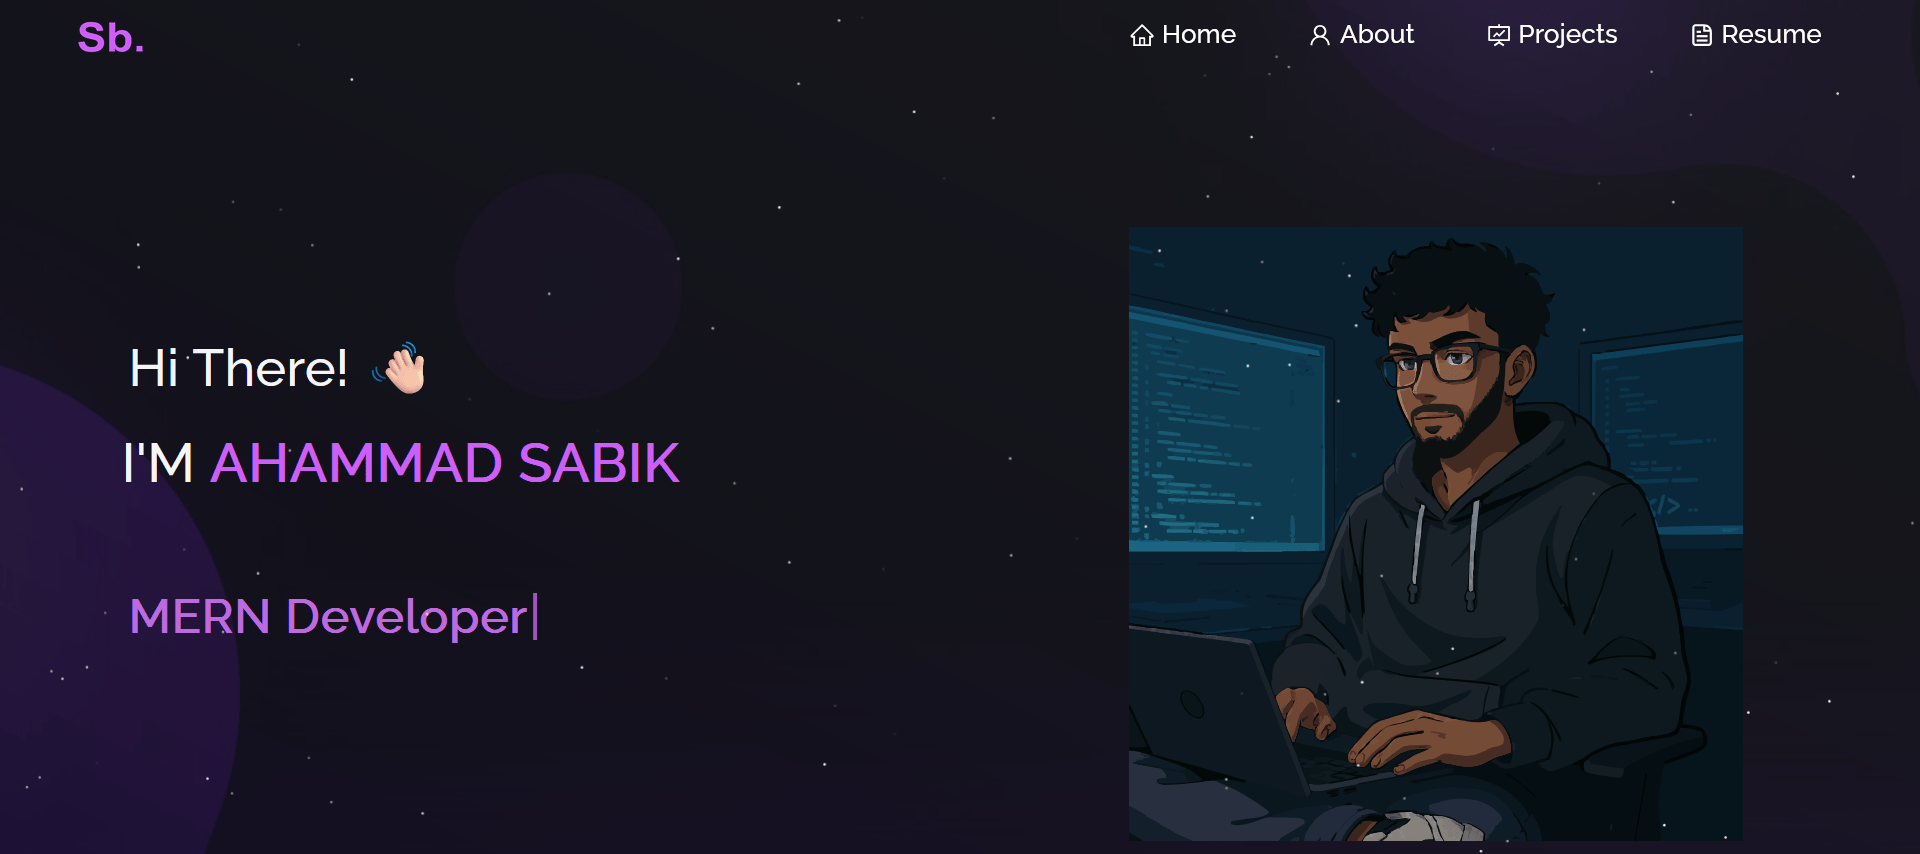 Sb.
Home About Projects Resume
Hi There!
I'M AHAMMAD SABIK
MERN Developer
</>